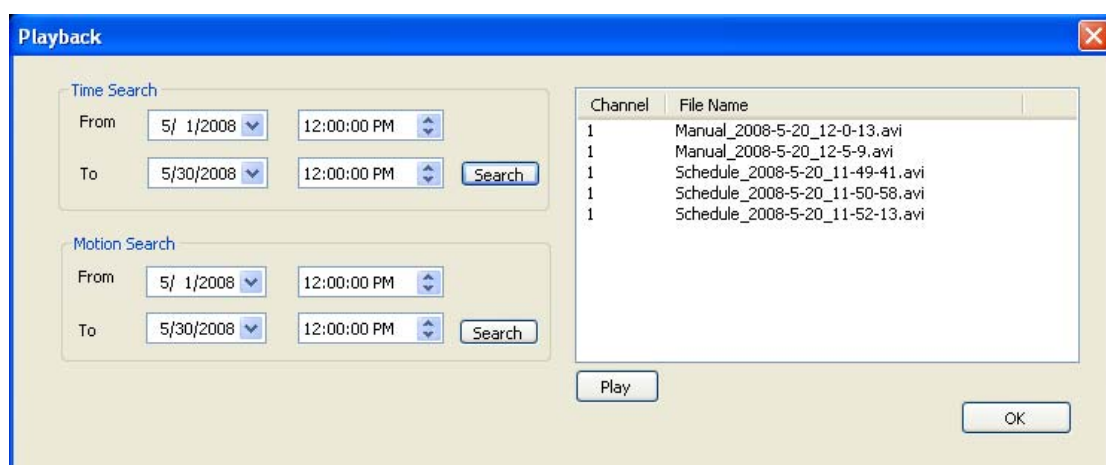 Playback
Time Search
From 5/ 1/2008 12:00:00 PM
To 5/30/2008 12:00:00 PM Search
Motion Search
From 5/ 1/2008 12:00:00 PM
To 5/30/2008 12:00:00 PM Search
Channel File Name
1 Manual_2008-5-20_12-0-13.avi
1 Manual_2008-5-20_12-5-9.avi
1 Schedule_2008-5-20_11-49-41.avi
1 Schedule_2008-5-20_11-50-58.avi
1 Schedule_2008-5-20_11-52-13.avi
Play
OK